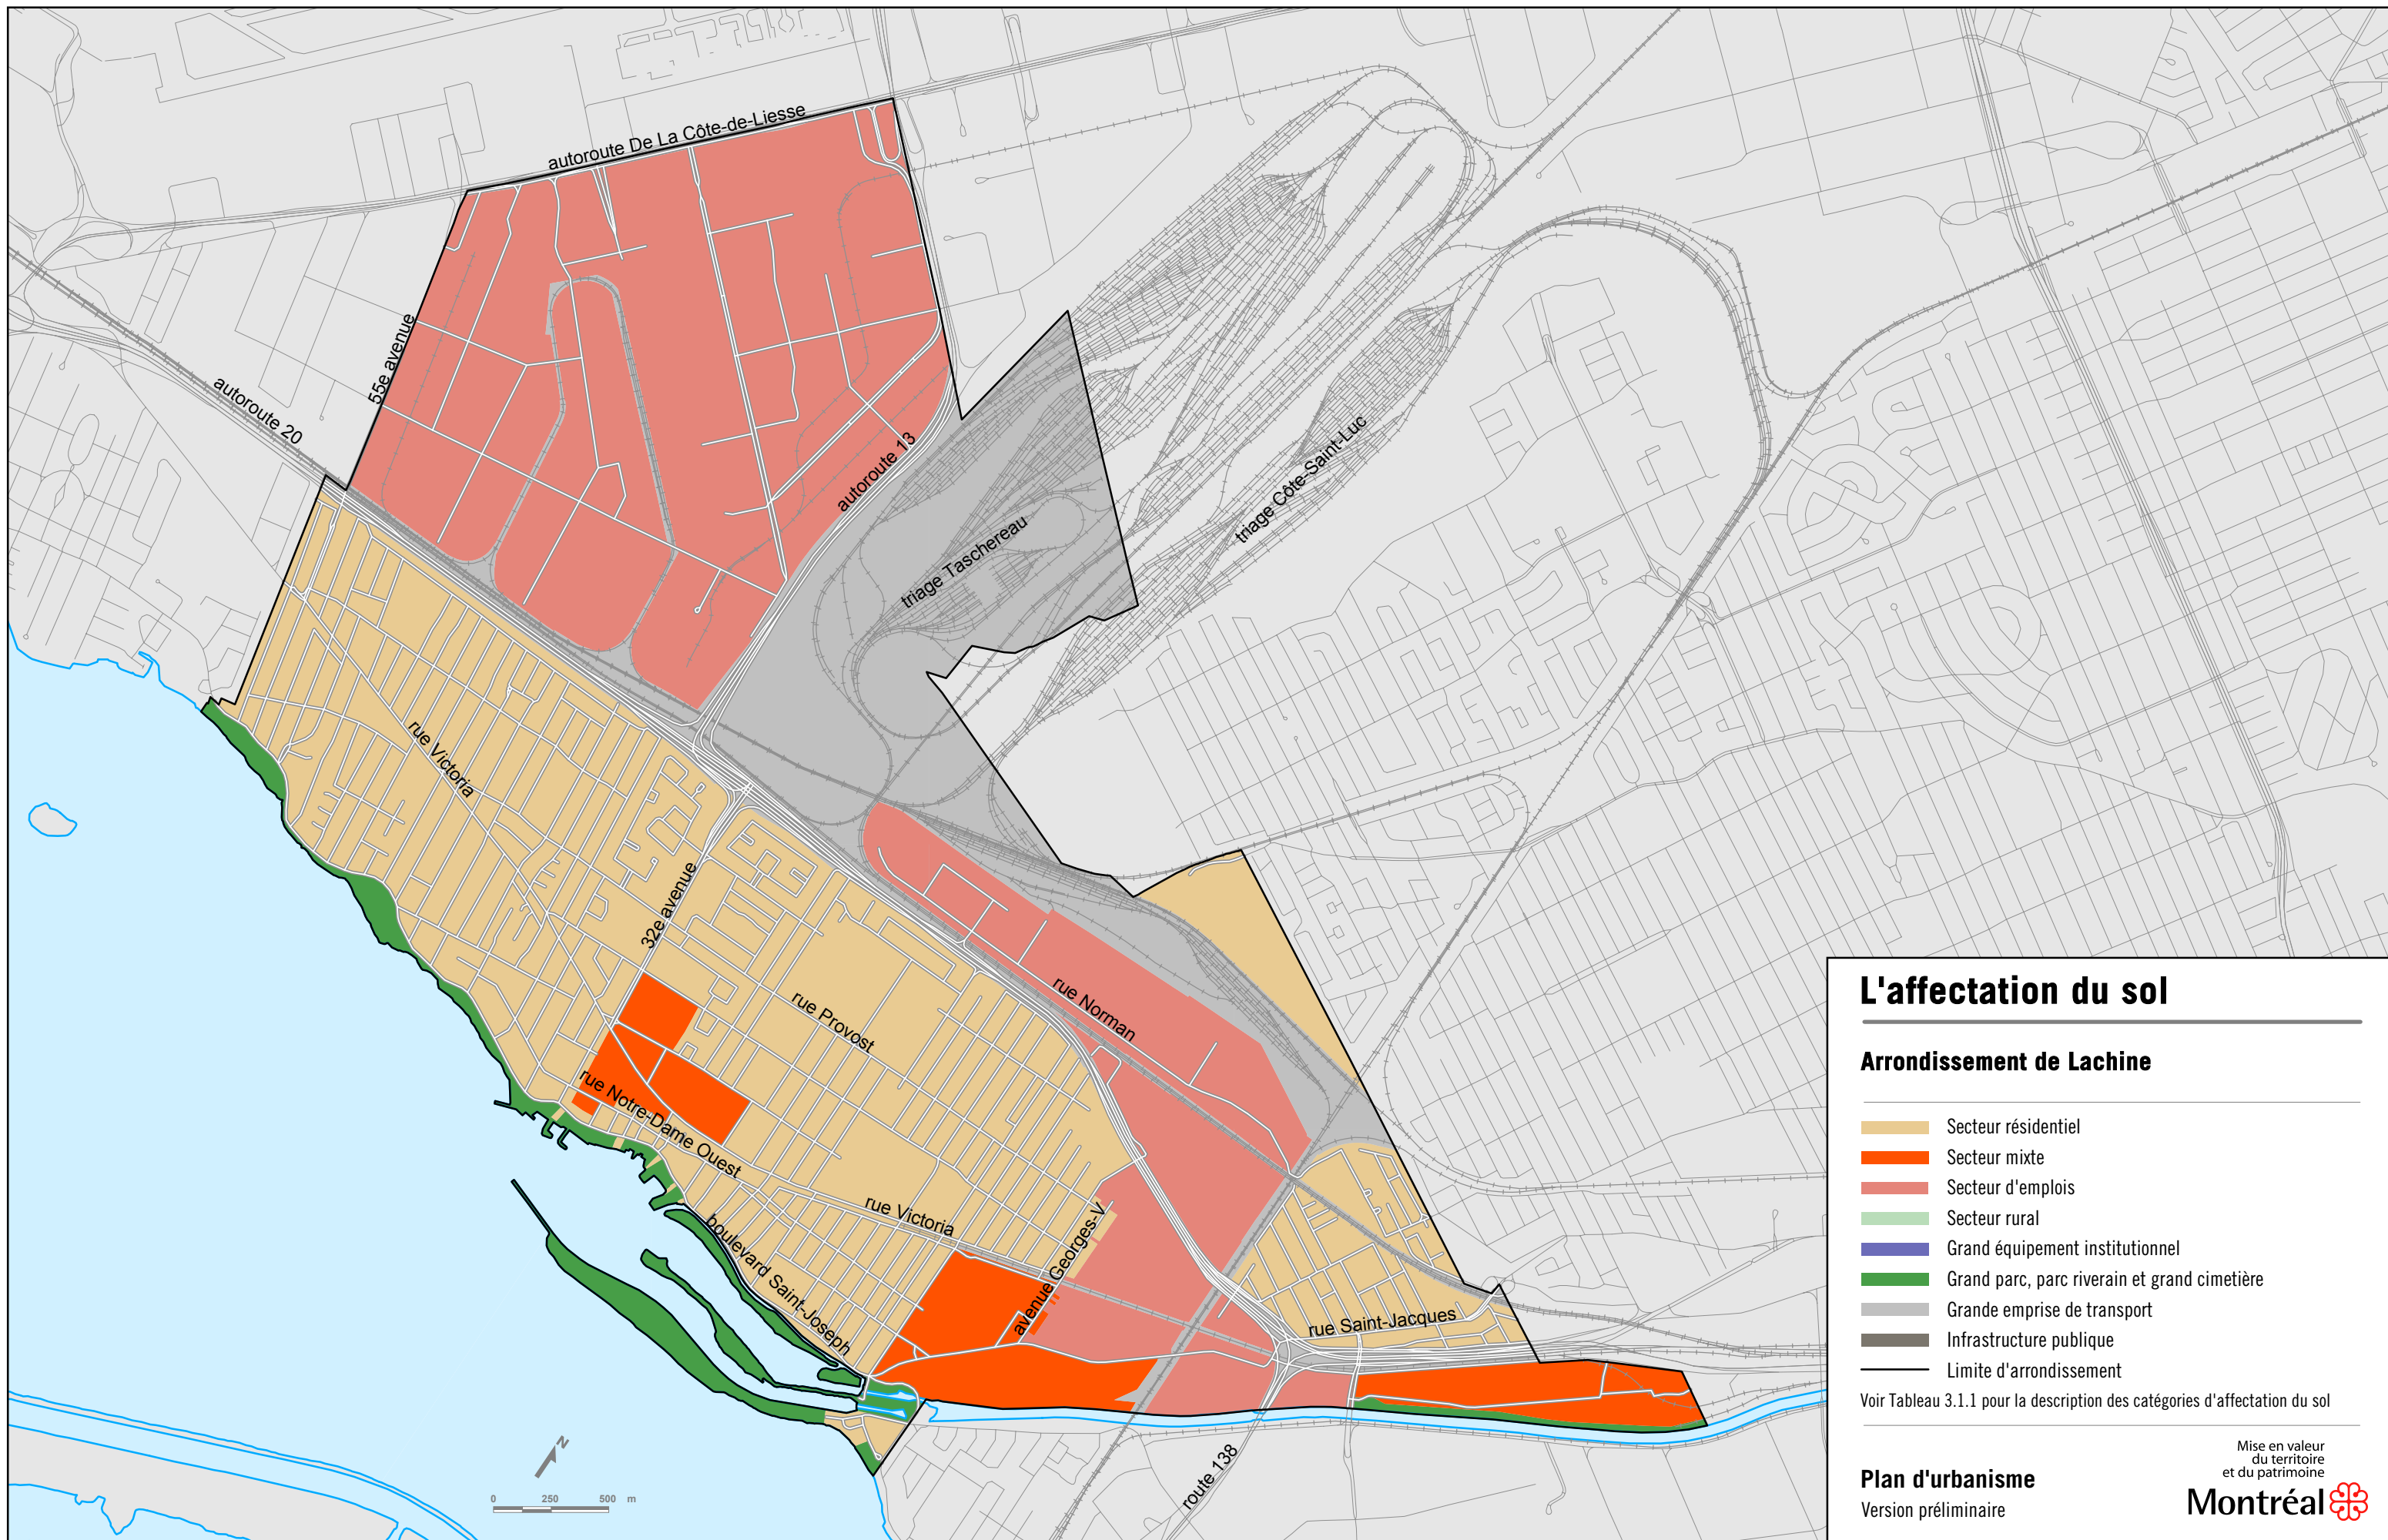 autoroute De La Côte-de-Liesse
55e avenue
autoroute 20
autoroute 13
triage Taschereau
triage Côte-Saint-Luc
rue Victoria
32e avenue
rue Provost
rue Norman
rue Notre-Dame Ouest
rue Victoria
boulevard Saint-Joseph
avenue Georges-V
rue Saint-Jacques
route 138
N
0 250 500 m
L'affectation du sol
Arrondissement de Lachine
Secteur résidentiel
Secteur mixte
Secteur d'emplois
Secteur rural
Grand équipement institutionnel
Grand parc, parc riverain et grand cimetière
Grande emprise de transport
Infrastructure publique
Limite d'arrondissement
Voir Tableau 3.1.1 pour la description des catégories d'affectation du sol
Plan d'urbanisme
Version préliminaire
Mise en valeur
du territoire
et du patrimoine
Montréal